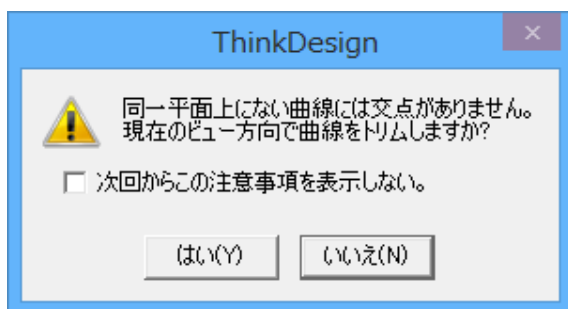 ThinkDesign
同一平面上にない曲線には交点がありません。
現在のビュー方向で曲線をトリムしますか?
次回からこの注意事項を表示しない。
はい(Y)
いいえ(N)